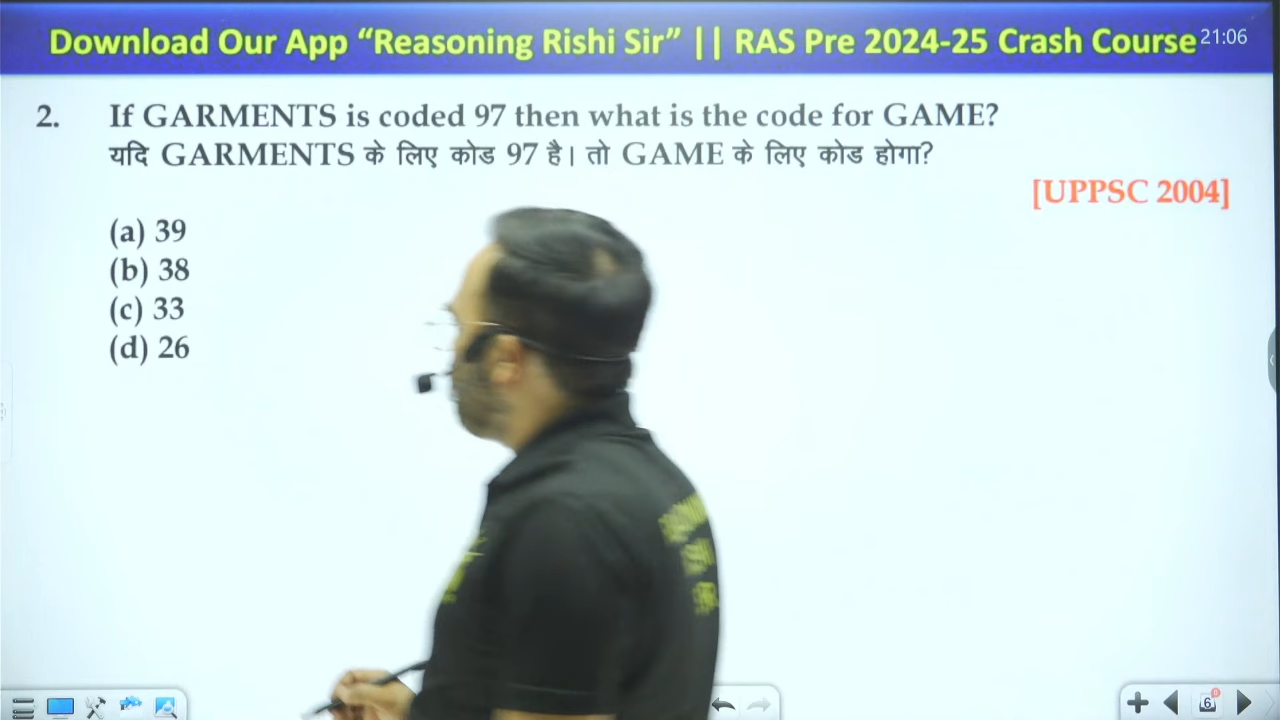 Download Our App “Reasoning Rishi Sir” || RAS Pre 2024-25 Crash Course 21:06
2. If GARMENTS is coded 97 then what is the code for GAME?
यदि GARMENTS के लिए कोड 97 है। तो GAME के लिए कोड होगा?
[UPPSC 2004]
(a) 39
(b) 38
(c) 33
(d) 26